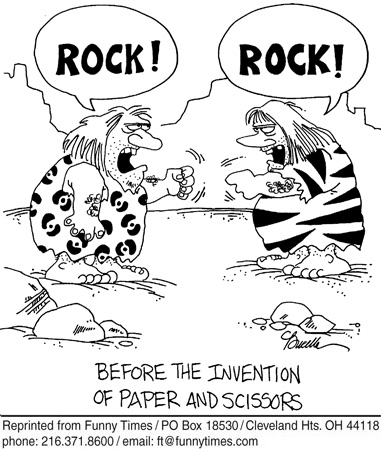 ROCK!
ROCK!
BEFORE THE INVENTION
OF PAPER AND SCISSORS
Reprinted from Funny Times / PO Box 18530 / Cleveland Hts. OH 44118
phone: 216.371.8600 / email: ft@funnytimes.com